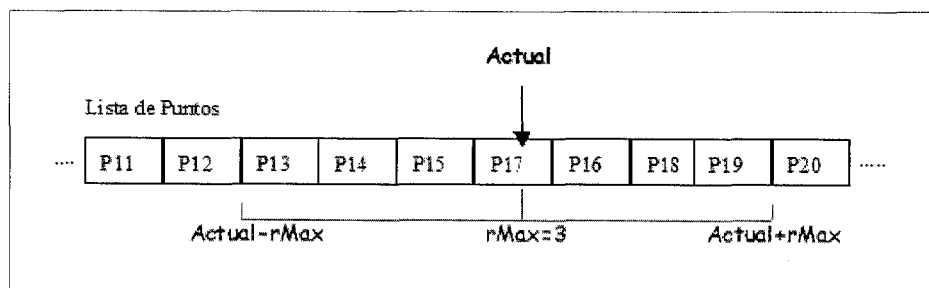 Actual
Lista de Puntos
.... P11 P12 P13 P14 P15 P17 P16 P18 P19 P20 .....
Actual-rMax rMax=3 Actual+rMax